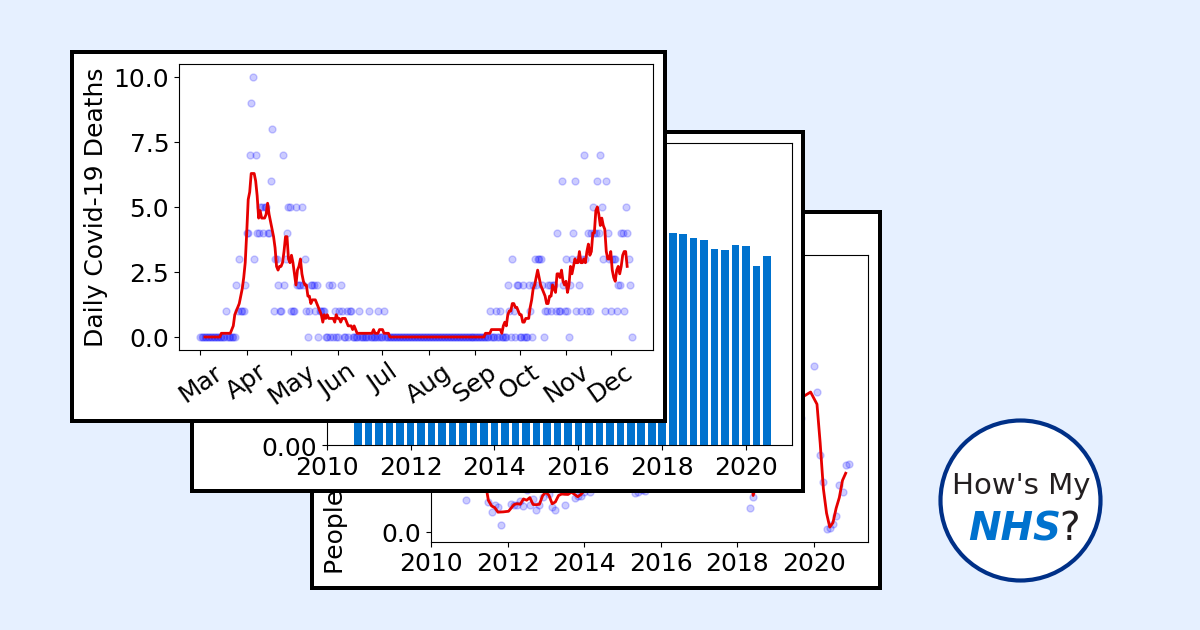 Daily Covid-19 Deaths
10.0
7.5
5.0
2.5
0.0
Mar Apr May Jun Jul Aug Sep Oct Nov Dec
0.00
2010 2012 2014 2016 2018 2020
People
0.0
2010 2012 2014 2016 2018 2020
How's My
NHS?